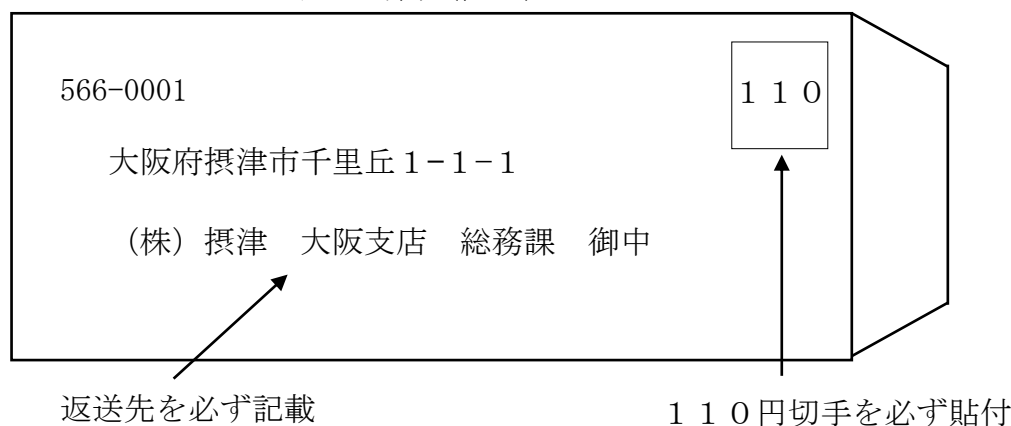 566-0001
110
大阪府摂津市千里丘1-1-1
(株)摂津 大阪支店 総務課 御中
返送先を必ず記載
110円切手を必ず貼付